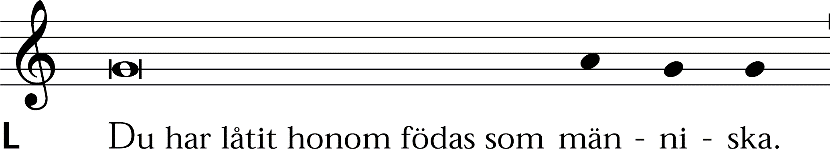 L Du har låtit honom födas som män - ni - ska.